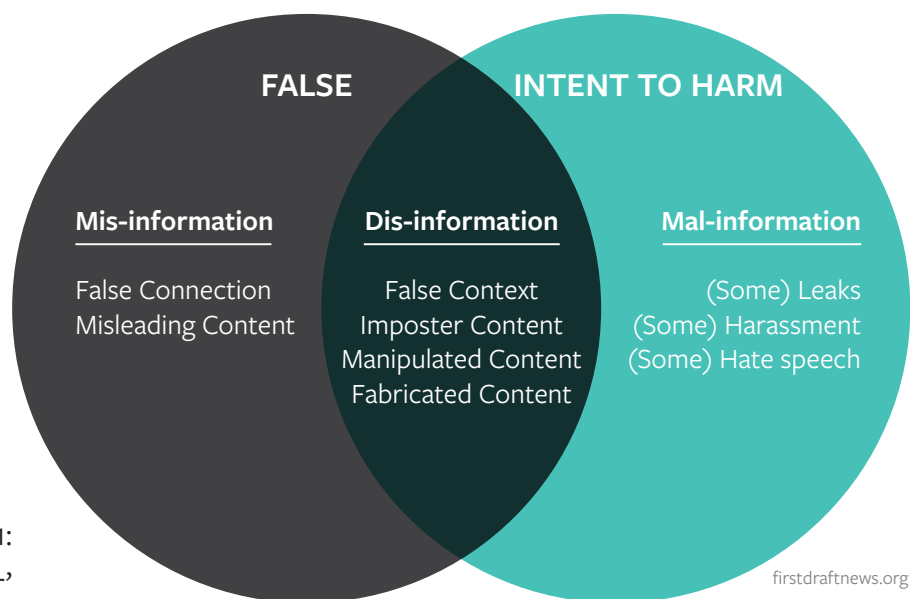 FALSE
INTENT TO HARM
Mis-information
False Connection
Misleading Content
Dis-information
False Context
Imposter Content
Manipulated Content
Fabricated Content
Mal-information
(Some) Leaks
(Some) Harassment
(Some) Hate speech
firstdraftnews.org